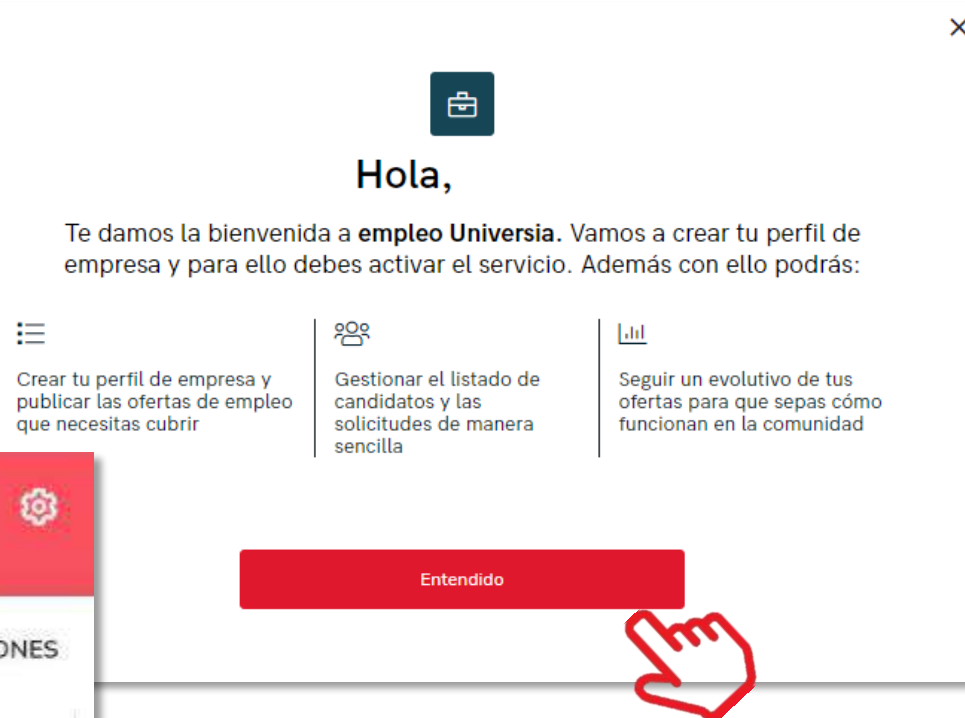 Hola,
Te damos la bienvenida a empleo Universia. Vamos a crear tu perfil de
empresa y para ello debes activar el servicio. Además con ello podrás:
Crear tu perfil de empresa y
publicar las ofertas de empleo
que necesitas cubrir
Gestionar el listado de
candidatos y las
solicitudes de manera
sencilla
Seguir un evolutivo de tus
ofertas para que sepas cómo
funcionan en la comunidad
Entendido
ONES